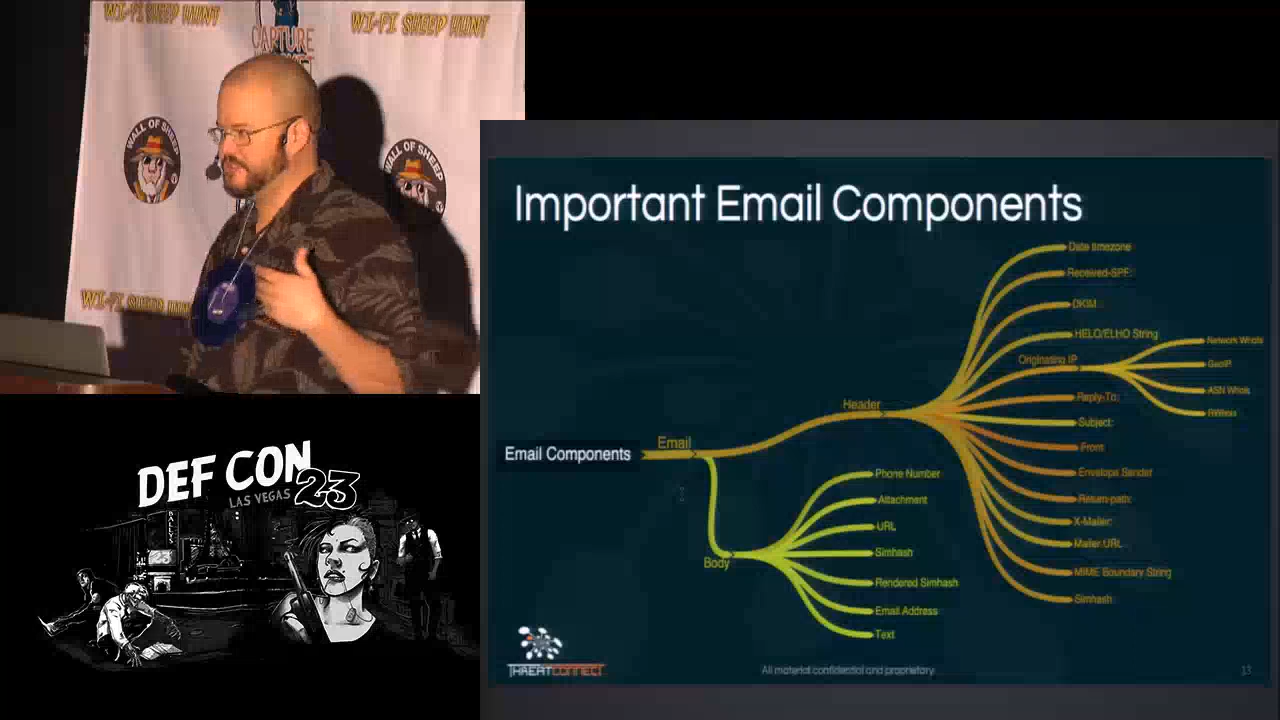 WI-FI SHEEP HUNT
WI-FI SHEEP HUNT
CAPTURE
WALL OF SHEEP
WALL OF SHEEP
WI-FI SHEEP HUNT
DEF CON 23
LAS VEGAS
BALLY'S
Important Email Components
Date timezone
Received-SPF:
DKIM:
HELO/ELHO String
Originating IP
Network Whois
GeoIP
ASN Whois
Header
Reply-To:
Subject:
From:
Envelope Sender
Return-path:
X-Mailer:
Mailer URL
MIME Boundary String
Simhash
Email Components
Email
Body
Phone Number
Attachment
URL
Simhash
Rendered Simhash
Email Address
Text
THREATCONNECT
All material confidential and proprietary.
13